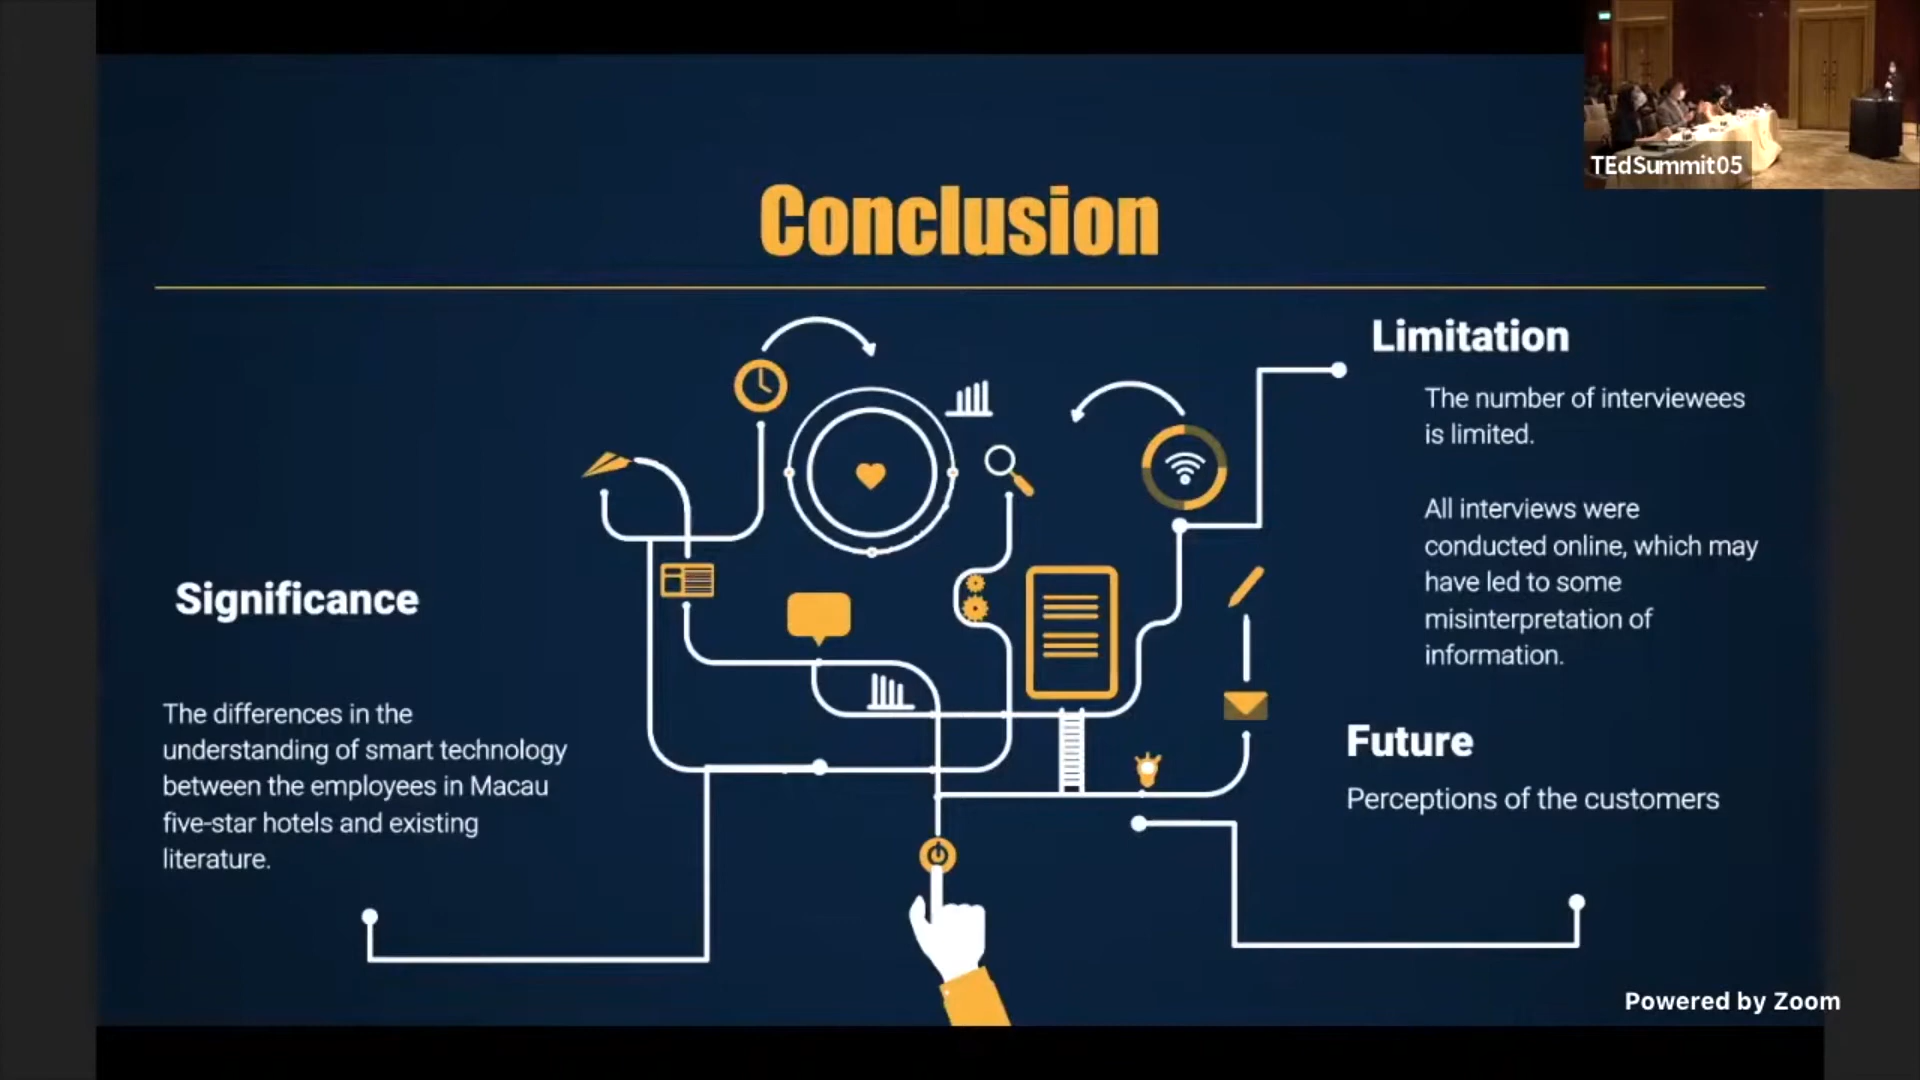 TEdSummit05
Conclusion
Limitation
The number of interviewees
is limited.
All interviews were
conducted online, which may
have led to some
misinterpretation of
information.
Significance
The differences in the
understanding of smart technology
between the employees in Macau
five-star hotels and existing
literature.
Future
Perceptions of the customers
Powered by Zoom